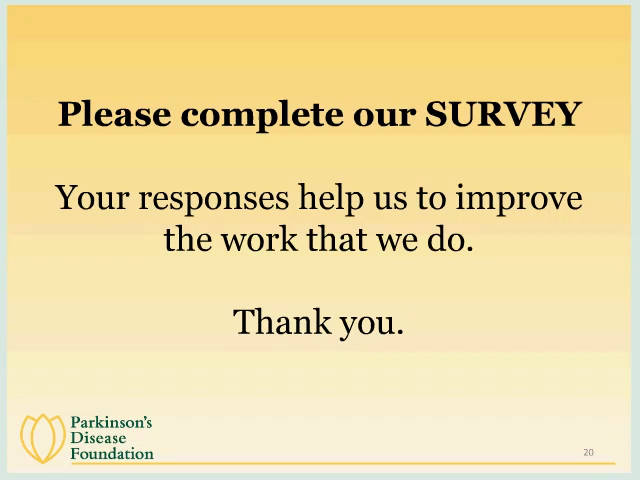 Please complete our SURVEY
Your responses help us to improve
the work that we do.
Thank you.
Parkinson's
Disease
Foundation
20